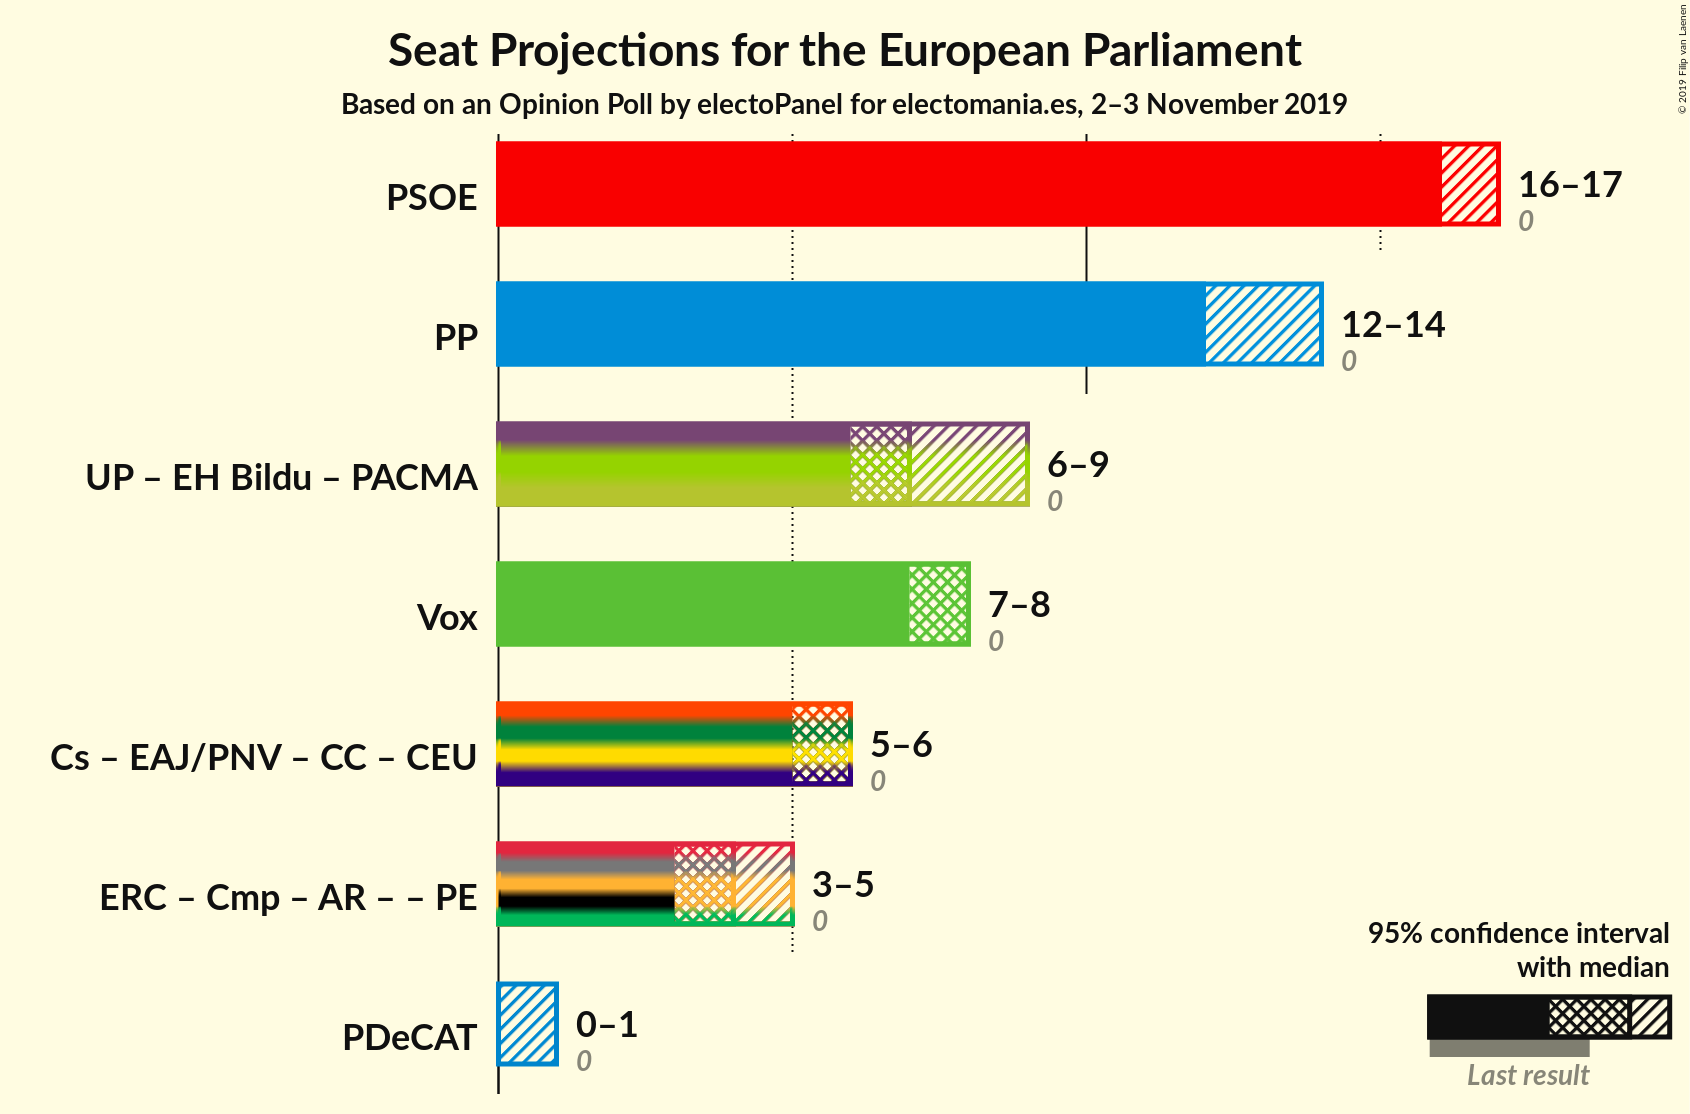 Seat Projections for the European Parliament
Based on an Opinion Poll by electoPanel for electomania.es, 2–3 November 2019
© 2019 Filip van Laenen
PSOE
16–17
0
PP
12–14
0
UP – EH Bildu – PACMA
6–9
0
Vox
7–8
0
Cs – EAJ/PNV – CC – CEU
5–6
0
ERC – Cmp – AR – – PE
3–5
0
PDeCAT
0–1
0
95% confidence interval
with median
Last result